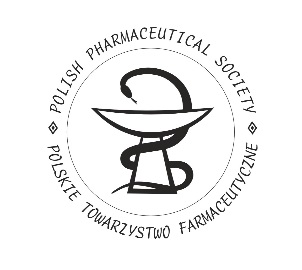 POLISH PHARMACEUTICAL SOCIETY
POLSKIE TOWARZYSTWO FARMACEUTYCZNE